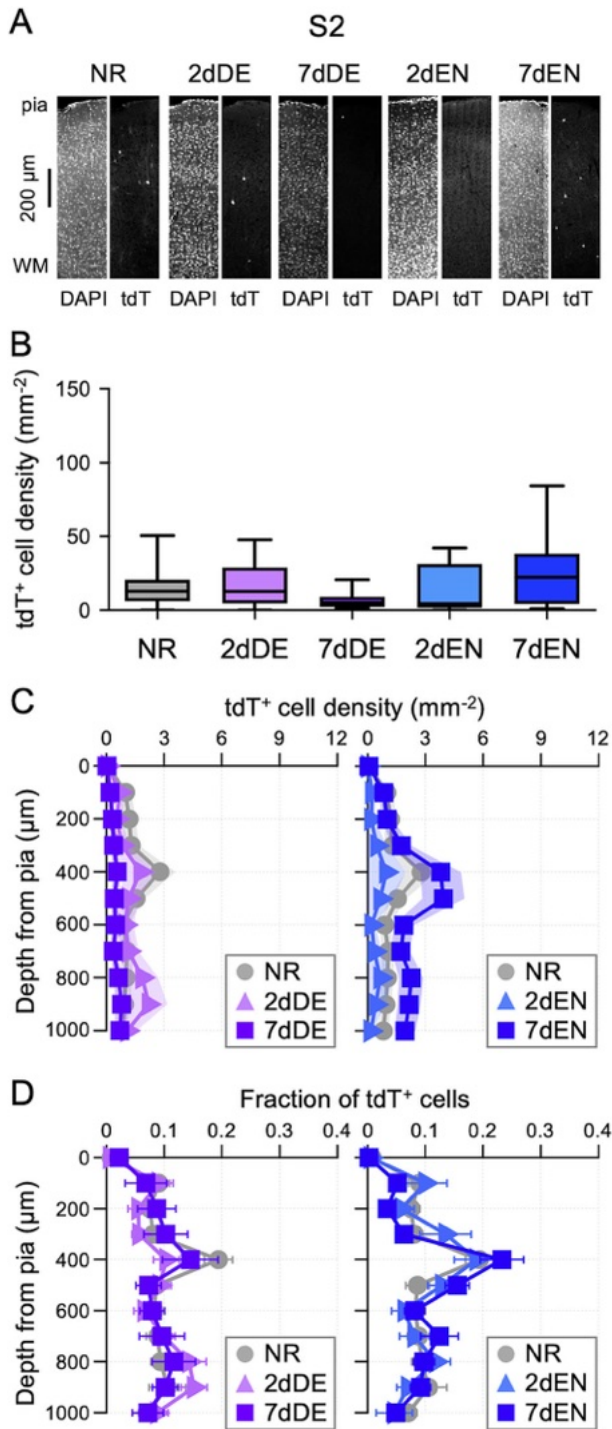 A
S2
NR 2dDE 7dDE 2dEN 7dEN
pia
200 µm
WM
DAPI tdT DAPI tdT DAPI tdT DAPI tdT DAPI tdT
B
tdT⁺ cell density (mm⁻²)
150
100
50
0
NR 2dDE 7dDE 2dEN 7dEN
C
tdT⁺ cell density (mm⁻²)
0 3 6 9 12 0 3 6 9 12
Depth from pia (µm)
0
200
400
600
800
1000
NR
2dDE
7dDE
NR
2dEN
7dEN
D
Fraction of tdT⁺ cells
0 0.1 0.2 0.3 0.4 0 0.1 0.2 0.3 0.4
Depth from pia (µm)
0
200
400
600
800
1000
NR
2dDE
7dDE
NR
2dEN
7dEN